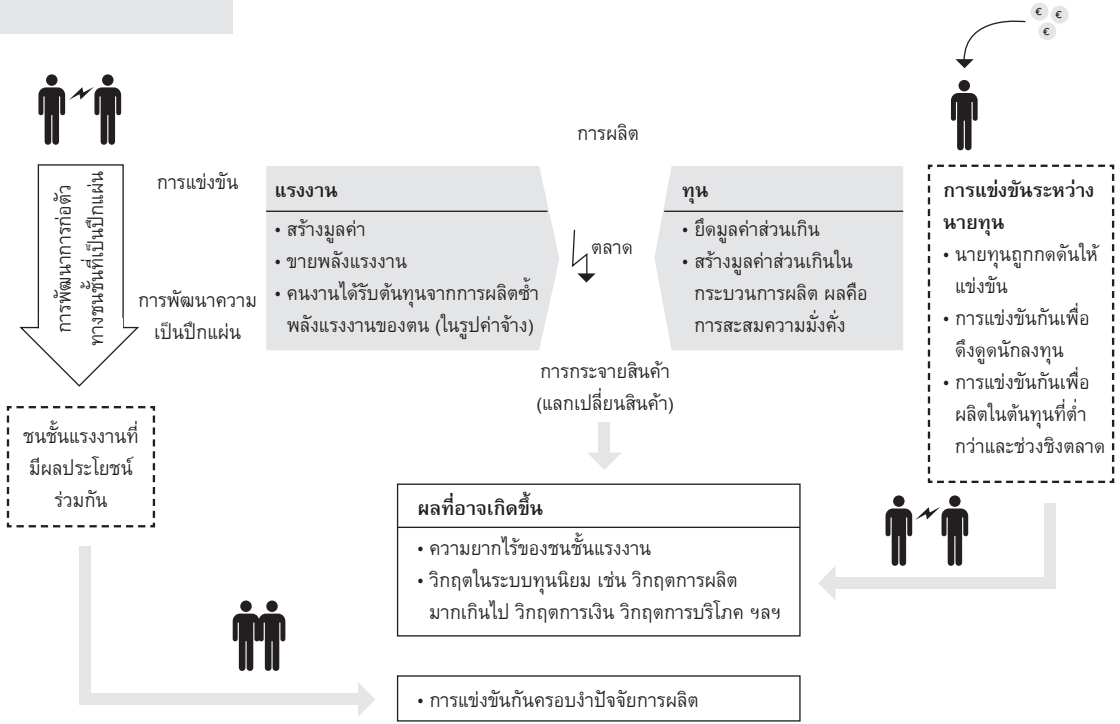 € €
€
การผลิต
การพัฒนาการก่อตัว
ทางชนชั้นที่เป็นปึกแผ่น
การแข่งขัน
การพัฒนาความ
เป็นปึกแผ่น
แรงงาน
• สร้างมูลค่า
• ขายพลังแรงงาน
• คนงานได้รับต้นทุนจากการผลิตซ้ำ
พลังแรงงานของตน (ในรูปค่าจ้าง)
ตลาด
ทุน
• ยึดมูลค่าส่วนเกิน
• สร้างมูลค่าส่วนเกินใน
กระบวนการผลิต ผลคือ
การสะสมความมั่งคั่ง
การแข่งขันระหว่าง
นายทุน
• นายทุนถูกกดดันให้
แข่งขัน
• การแข่งขันกันเพื่อ
ดึงดูดนักลงทุน
• การแข่งขันกันเพื่อ
ผลิตในต้นทุนที่ต่ำ
กว่าและช่วงชิงตลาด
การกระจายสินค้า
(แลกเปลี่ยนสินค้า)
ชนชั้นแรงงานที่
มีผลประโยชน์
ร่วมกัน
ผลที่อาจเกิดขึ้น
• ความยากไร้ของชนชั้นแรงงาน
• วิกฤตในระบบทุนนิยม เช่น วิกฤตการผลิต
มากเกินไป วิกฤตการเงิน วิกฤตการบริโภค ฯลฯ
• การแข่งขันกันครอบงำปัจจัยการผลิต